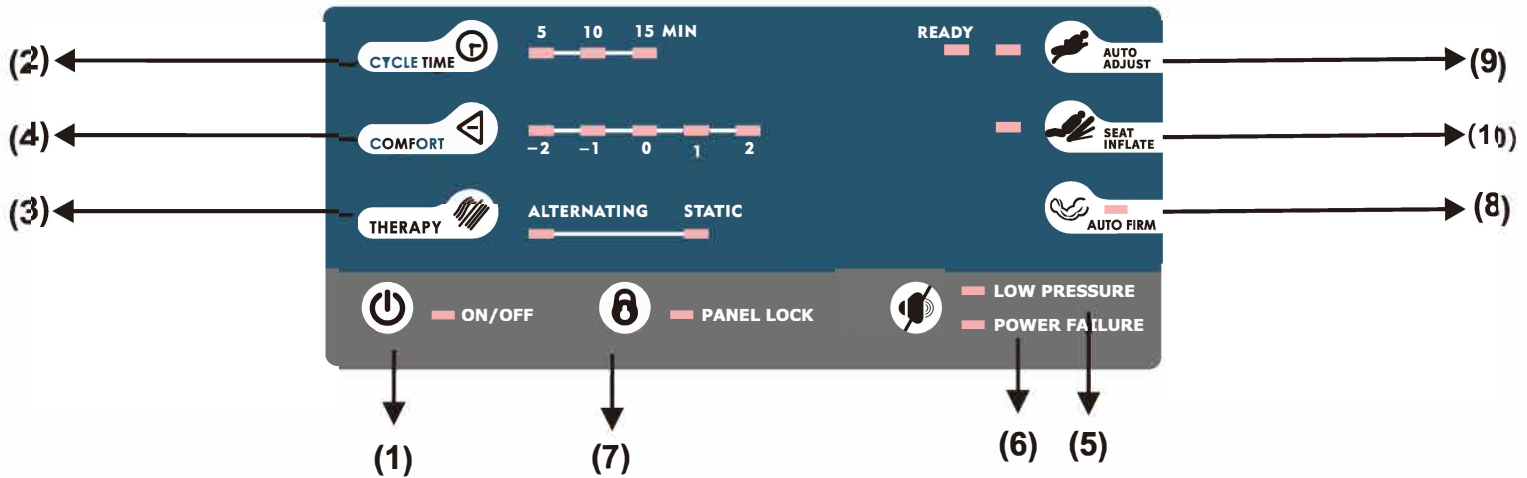 5 10 15 MIN
READY
(2)
CYCLE TIME
AUTO
ADJUST
(9)
(4)
COMFORT
-2 -1 0 1 2
SEAT
INFLATE
(10)
(3)
THERAPY
ALTERNATING STATIC
AUTO FIRM
(8)
ON/OFF
PANEL LOCK
LOW PRESSURE
POWER FAILURE
(1)
(7)
(6)
(5)